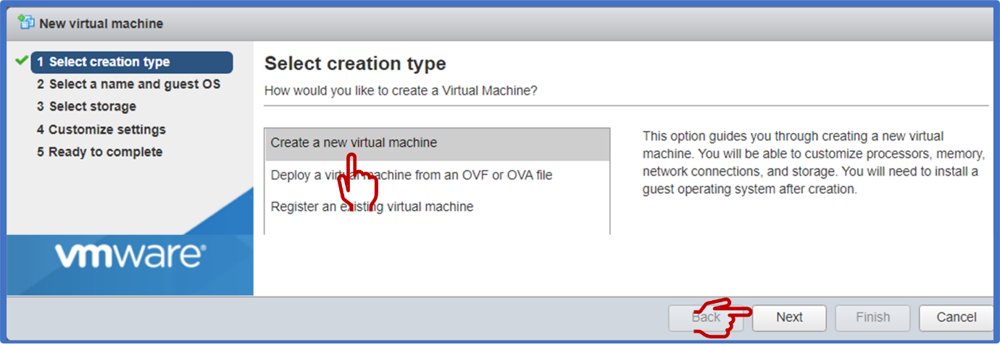 New virtual machine
1 Select creation type
2 Select a name and guest OS
3 Select storage
4 Customize settings
5 Ready to complete
vmware®
Select creation type
How would you like to create a Virtual Machine?
Create a new virtual machine
Deploy a virtual machine from an OVF or OVA file
Register an existing virtual machine
This option guides you through creating a new virtual
machine. You will be able to customize processors, memory,
network connections, and storage. You will need to install a
guest operating system after creation.
Back Next Finish Cancel